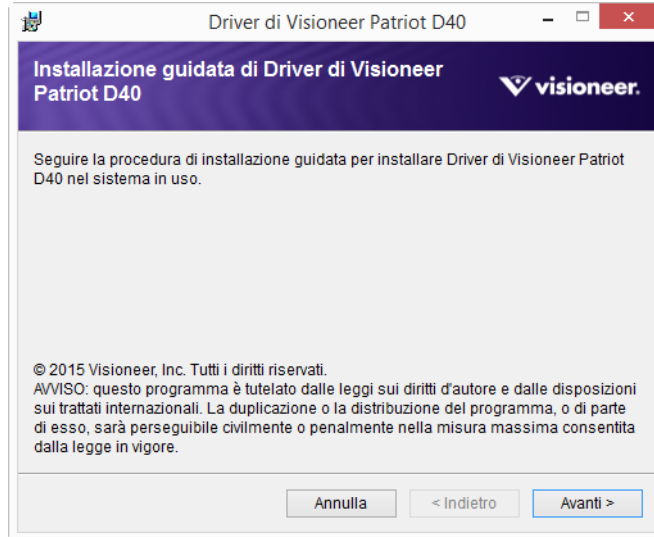 Driver di Visioneer Patriot D40
Installazione guidata di Driver di Visioneer
Patriot D40
visioneer.
Seguire la procedura di installazione guidata per installare Driver di Visioneer Patriot
D40 nel sistema in uso.
© 2015 Visioneer, Inc. Tutti i diritti riservati.
AVVISO: questo programma è tutelato dalle leggi sui diritti d'autore e dalle disposizioni
sui trattati internazionali. La duplicazione o la distribuzione del programma, o di parte
di esso, sarà perseguibile civilmente o penalmente nella misura massima consentita
dalla legge in vigore.
Annulla
< Indietro
Avanti >